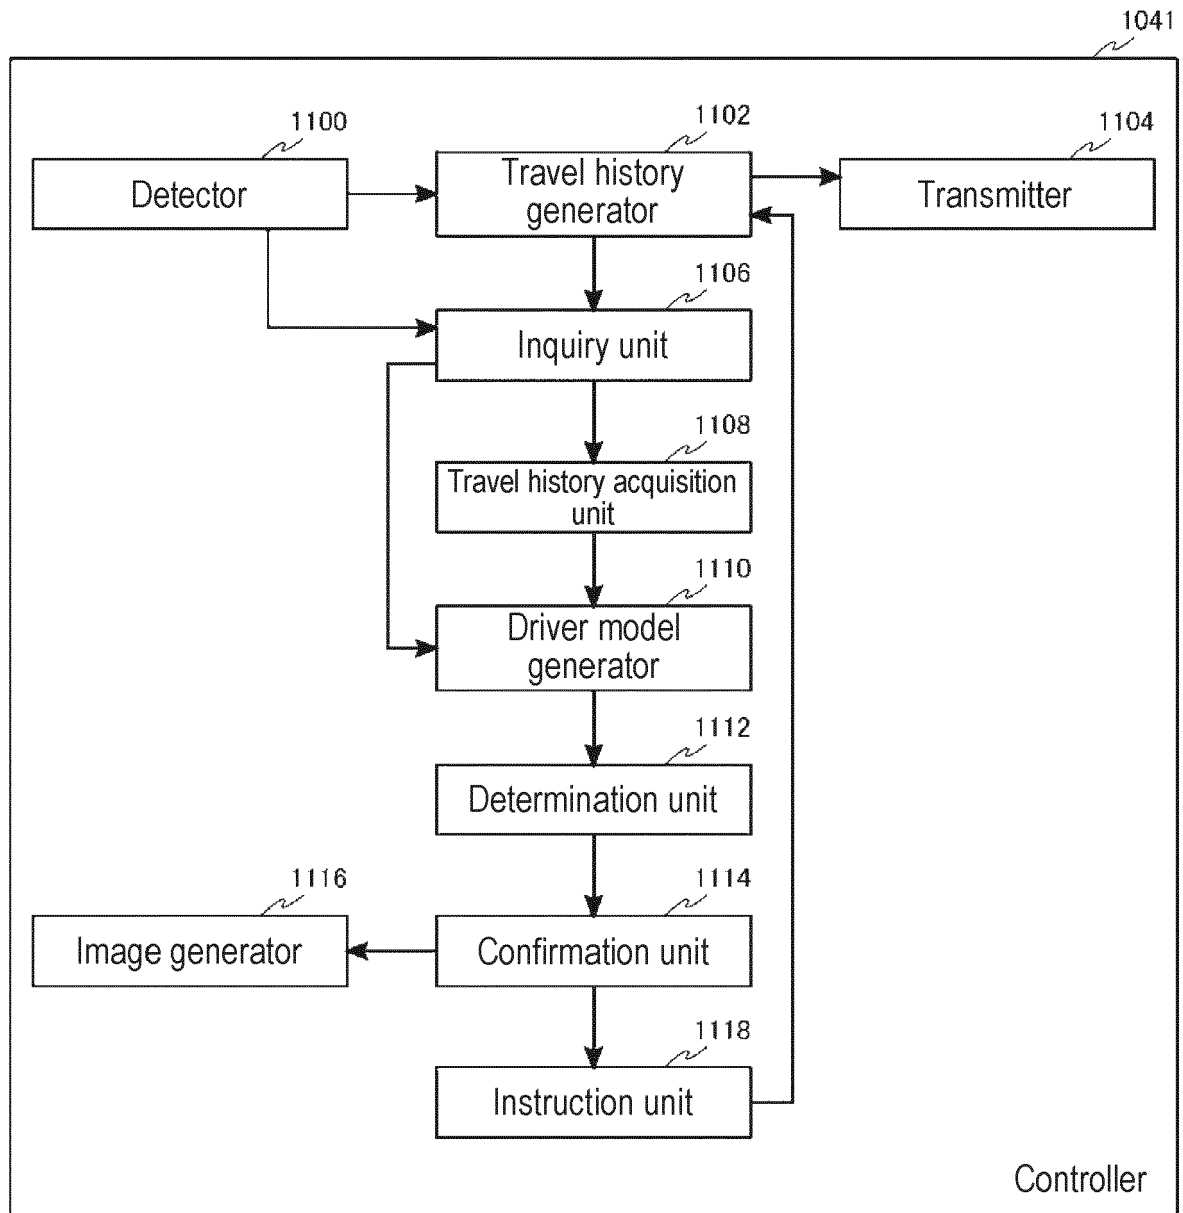 1041
1100
1102
1104
Detector
Travel history
generator
Transmitter
1106
Inquiry unit
1108
Travel history acquisition
unit
1110
Driver model
generator
1112
Determination unit
1116
1114
Image generator
Confirmation unit
1118
Instruction unit
Controller